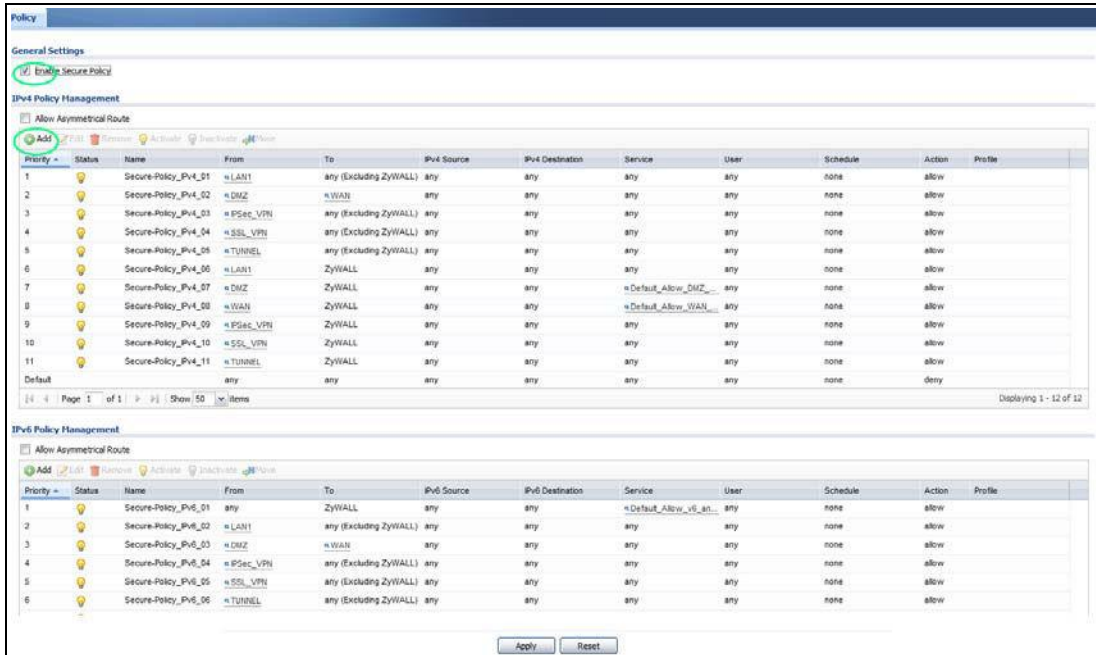 Policy
General Settings
Enable Secure Policy
IPv4 Policy Management
Allow Asymmetrical Route
Add Edit Remove Activate Inactivate Move
Priority Status Name From To IPv4 Source IPv4 Destination Service User Schedule Action Profile
1 Secure-Policy_IPv4_01 LAN1 any (Excluding ZyWALL) any any any any none allow
2 Secure-Policy_IPv4_02 DMZ WAN any any any any none allow
3 Secure-Policy_IPv4_03 IPSec_VPN any (Excluding ZyWALL) any any any any none allow
4 Secure-Policy_IPv4_04 SSL_VPN any (Excluding ZyWALL) any any any any none allow
5 Secure-Policy_IPv4_05 TUNNEL any (Excluding ZyWALL) any any any any none allow
6 Secure-Policy_IPv4_06 LAN1 ZyWALL any any any any none allow
7 Secure-Policy_IPv4_07 DMZ ZyWALL any any Default_Allow_DMZ_... any none allow
8 Secure-Policy_IPv4_08 WAN ZyWALL any any Default_Allow_WAN_... any none allow
9 Secure-Policy_IPv4_09 IPSec_VPN ZyWALL any any any any none allow
10 Secure-Policy_IPv4_10 SSL_VPN ZyWALL any any any any none allow
11 Secure-Policy_IPv4_11 TUNNEL ZyWALL any any any any none allow
Default any any any any any any none deny
Page 1 of 1 Show 50 items Displaying 1 - 12 of 12
IPv6 Policy Management
Allow Asymmetrical Route
Add Edit Remove Activate Inactivate Move
Priority Status Name From To IPv6 Source IPv6 Destination Service User Schedule Action Profile
1 Secure-Policy_IPv6_01 any ZyWALL any any Default_Allow_v6_an... any none allow
2 Secure-Policy_IPv6_02 LAN1 any (Excluding ZyWALL) any any any any none allow
3 Secure-Policy_IPv6_03 DMZ WAN any any any any none allow
4 Secure-Policy_IPv6_04 IPSec_VPN any (Excluding ZyWALL) any any any any none allow
5 Secure-Policy_IPv6_05 SSL_VPN any (Excluding ZyWALL) any any any any none allow
6 Secure-Policy_IPv6_06 TUNNEL any (Excluding ZyWALL) any any any any none allow
Apply Reset